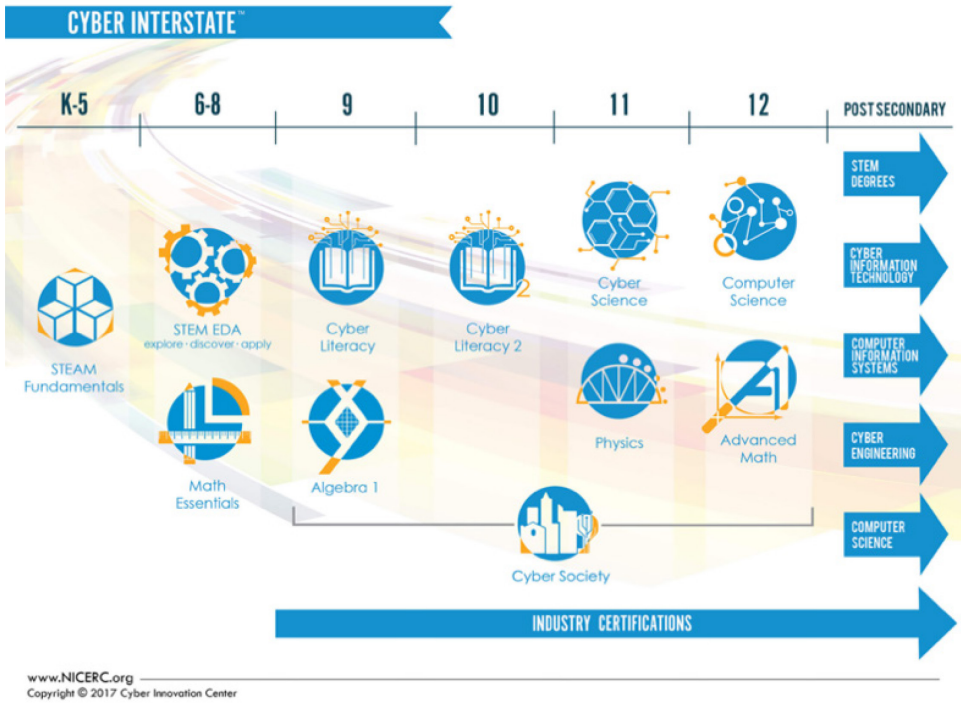 CYBER INTERSTATE™
K-5
6-8
9
10
11
12
POST SECONDARY
STEM
DEGREES
CYBER
INFORMATION
TECHNOLOGY
COMPUTER
INFORMATION
SYSTEMS
CYBER
ENGINEERING
COMPUTER
SCIENCE
STEAM
Fundamentals
STEM EDA
explore · discover · apply
Math
Essentials
Cyber
Literacy
Algebra 1
2
Cyber
Literacy 2
Cyber
Science
Physics
Computer
Science
Advanced
Math
Cyber Society
INDUSTRY CERTIFICATIONS
www.NICERC.org
Copyright © 2017 Cyber Innovation Center